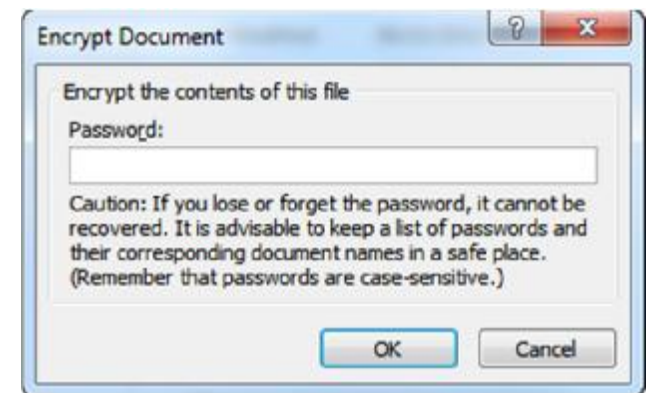 Encrypt Document
?
Encrypt the contents of this file
Password:
Caution: If you lose or forget the password, it cannot be
recovered. It is advisable to keep a list of passwords and
their corresponding document names in a safe place.
(Remember that passwords are case-sensitive.)
OK
Cancel